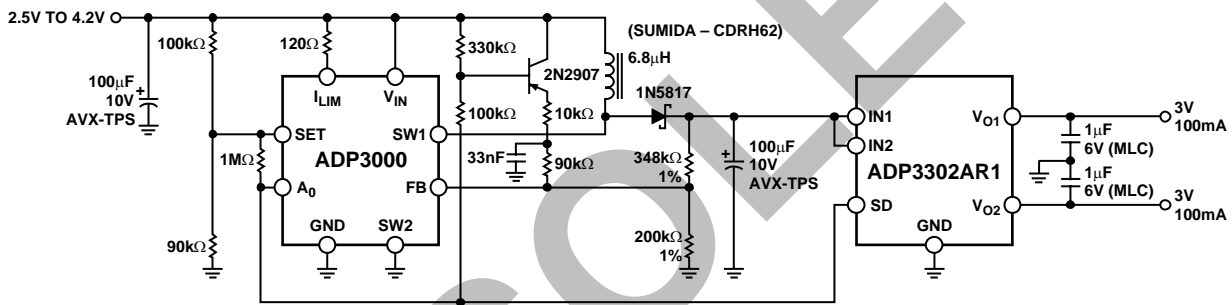 2.5V TO 4.2V
100kΩ
120Ω
330kΩ
(SUMIDA – CDRH62)
6.8μH
2N2907
1N5817
100μF
10V
AVX-TPS
I_LIM
V_IN
100kΩ
10kΩ
SET
SW1
1MΩ
ADP3000
33nF
90kΩ
A_0
FB
GND
SW2
90kΩ
348kΩ
1%
200kΩ
1%
100μF
10V
AVX-TPS
IN1
V_O1
IN2
ADP3302AR1
SD
V_O2
GND
3V
100mA
1μF
6V (MLC)
1μF
6V (MLC)
3V
100mA
SOLE